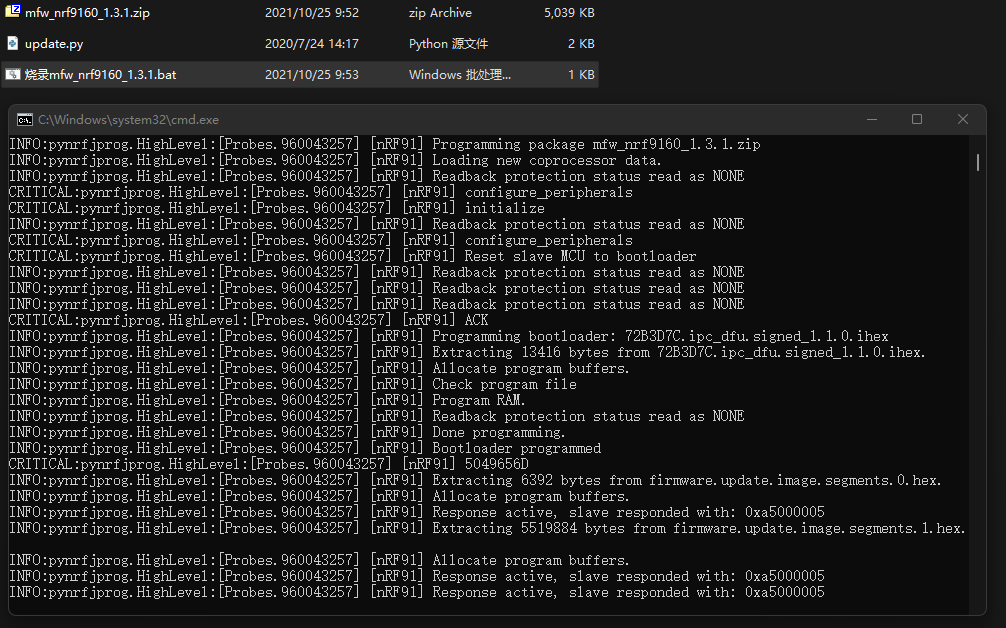 mfw_nrf9160_1.3.1.zip 2021/10/25 9:52 zip Archive 5,039 KB
update.py 2020/7/24 14:17 Python 源文件 2 KB
烧录mfw_nrf9160_1.3.1.bat 2021/10/25 9:53 Windows 批处理... 1 KB
C:\Windows\system32\cmd.exe
INFO:pynrfjprog.HighLevel:[Probes.960043257] [nRF91] Programming package mfw_nrf9160_1.3.1.zip
INFO:pynrfjprog.HighLevel:[Probes.960043257] [nRF91] Loading new coprocessor data.
INFO:pynrfjprog.HighLevel:[Probes.960043257] [nRF91] Readback protection status read as NONE
CRITICAL:pynrfjprog.HighLevel:[Probes.960043257] [nRF91] configure_peripherals
CRITICAL:pynrfjprog.HighLevel:[Probes.960043257] [nRF91] initialize
INFO:pynrfjprog.HighLevel:[Probes.960043257] [nRF91] Readback protection status read as NONE
CRITICAL:pynrfjprog.HighLevel:[Probes.960043257] [nRF91] configure_peripherals
CRITICAL:pynrfjprog.HighLevel:[Probes.960043257] [nRF91] Reset slave MCU to bootloader
INFO:pynrfjprog.HighLevel:[Probes.960043257] [nRF91] Readback protection status read as NONE
INFO:pynrfjprog.HighLevel:[Probes.960043257] [nRF91] Readback protection status read as NONE
INFO:pynrfjprog.HighLevel:[Probes.960043257] [nRF91] Readback protection status read as NONE
CRITICAL:pynrfjprog.HighLevel:[Probes.960043257] [nRF91] ACK
INFO:pynrfjprog.HighLevel:[Probes.960043257] [nRF91] Programming bootloader: 72B3D7C.ipc_dfu.signed_1.1.0.ihex
INFO:pynrfjprog.HighLevel:[Probes.960043257] [nRF91] Extracting 13416 bytes from 72B3D7C.ipc_dfu.signed_1.1.0.ihex.
INFO:pynrfjprog.HighLevel:[Probes.960043257] [nRF91] Allocate program buffers.
INFO:pynrfjprog.HighLevel:[Probes.960043257] [nRF91] Check program file
INFO:pynrfjprog.HighLevel:[Probes.960043257] [nRF91] Program RAM.
INFO:pynrfjprog.HighLevel:[Probes.960043257] [nRF91] Readback protection status read as NONE
INFO:pynrfjprog.HighLevel:[Probes.960043257] [nRF91] Done programming.
INFO:pynrfjprog.HighLevel:[Probes.960043257] [nRF91] Bootloader programmed
CRITICAL:pynrfjprog.HighLevel:[Probes.960043257] [nRF91] 5049656D
INFO:pynrfjprog.HighLevel:[Probes.960043257] [nRF91] Extracting 6392 bytes from firmware.update.image.segments.0.hex.
INFO:pynrfjprog.HighLevel:[Probes.960043257] [nRF91] Allocate program buffers.
INFO:pynrfjprog.HighLevel:[Probes.960043257] [nRF91] Response active, slave responded with: 0xa5000005
INFO:pynrfjprog.HighLevel:[Probes.960043257] [nRF91] Extracting 5519884 bytes from firmware.update.image.segments.1.hex.
INFO:pynrfjprog.HighLevel:[Probes.960043257] [nRF91] Allocate program buffers.
INFO:pynrfjprog.HighLevel:[Probes.960043257] [nRF91] Response active, slave responded with: 0xa5000005
INFO:pynrfjprog.HighLevel:[Probes.960043257] [nRF91] Response active, slave responded with: 0xa5000005